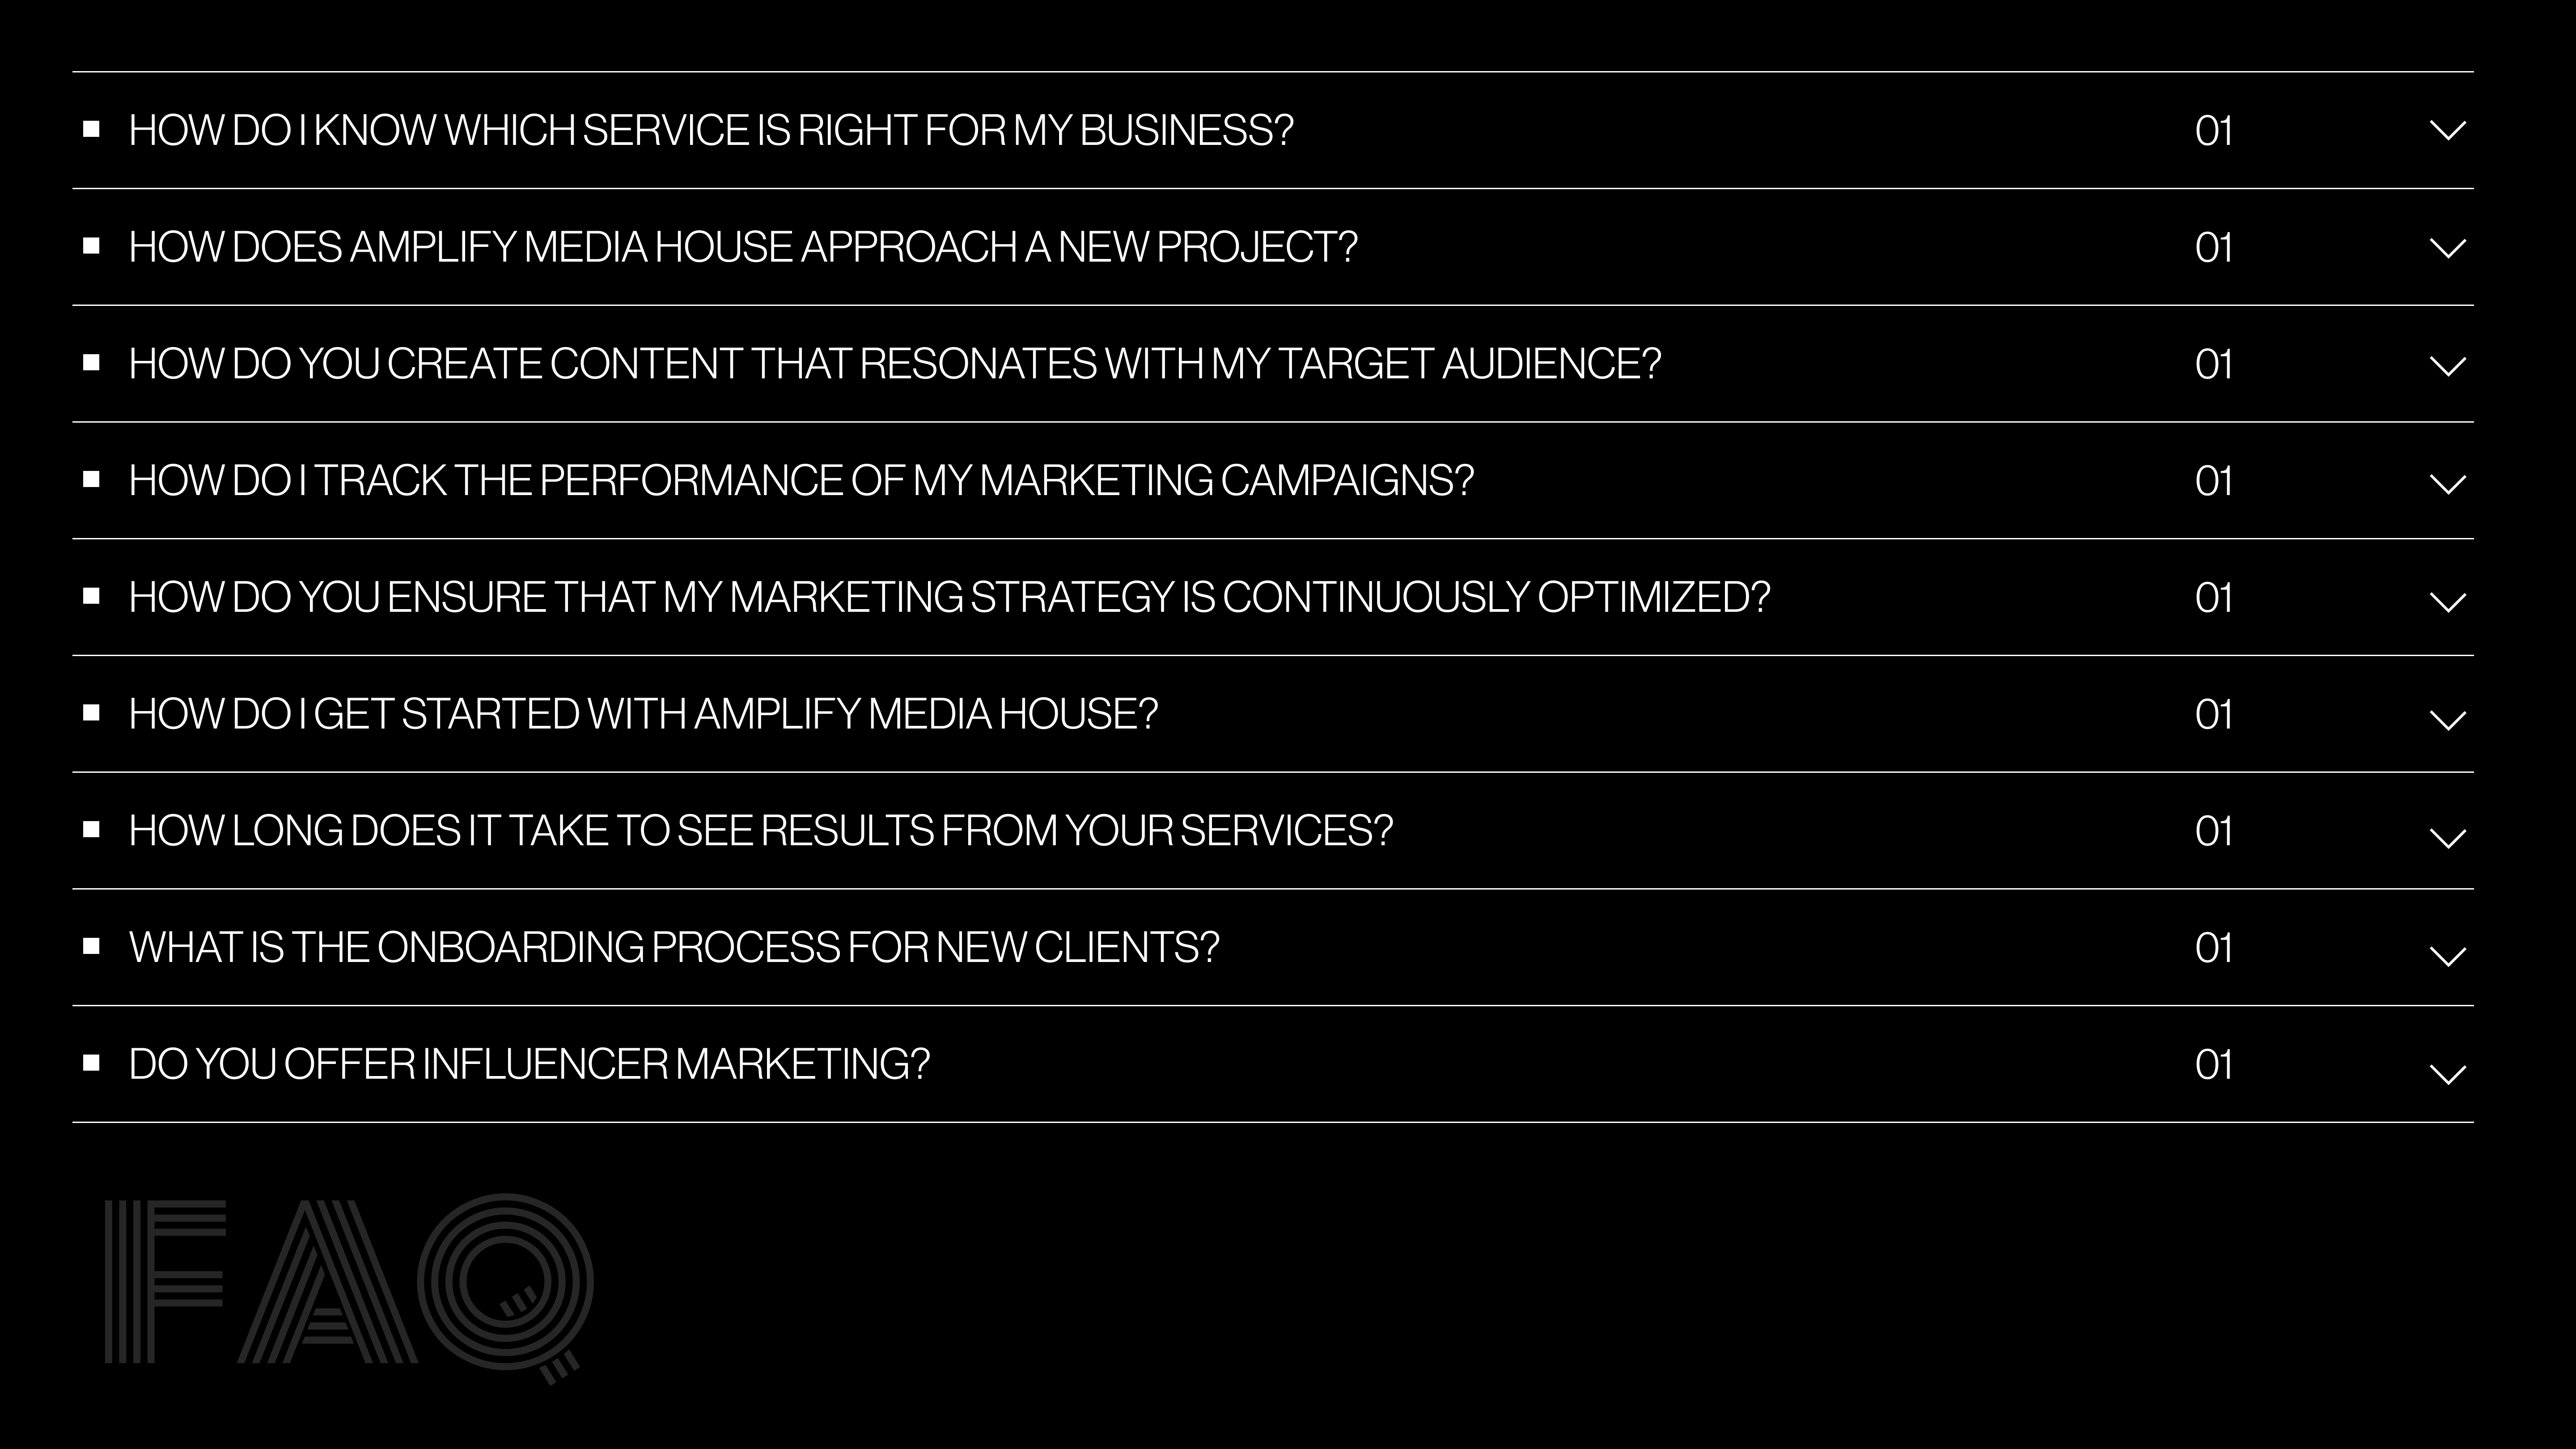 HOW DO I KNOW WHICH SERVICE IS RIGHT FOR MY BUSINESS? 01
HOW DOES AMPLIFY MEDIA HOUSE APPROACH A NEW PROJECT? 01
HOW DO YOU CREATE CONTENT THAT RESONATES WITH MY TARGET AUDIENCE? 01
HOW DO I TRACK THE PERFORMANCE OF MY MARKETING CAMPAIGNS? 01
HOW DO YOU ENSURE THAT MY MARKETING STRATEGY IS CONTINUOUSLY OPTIMIZED? 01
HOW DO I GET STARTED WITH AMPLIFY MEDIA HOUSE? 01
HOW LONG DOES IT TAKE TO SEE RESULTS FROM YOUR SERVICES? 01
WHAT IS THE ONBOARDING PROCESS FOR NEW CLIENTS? 01
DO YOU OFFER INFLUENCER MARKETING? 01
FAQ